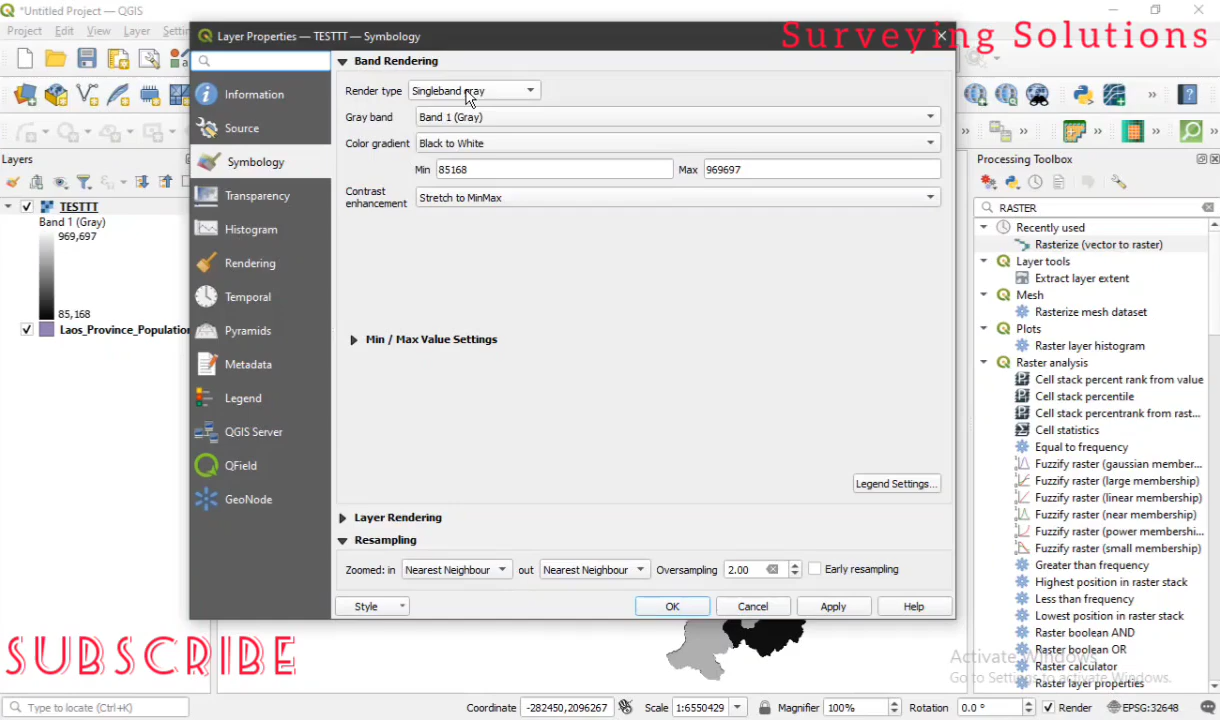 *Untitled Project — QGIS
Project Edit View Layer
Surveying Solutions
Layer Properties — TESTTT — Symbology
Information
Source
Symbology
Transparency
Histogram
Rendering
Temporal
Pyramids
Metadata
Legend
QGIS Server
QField
GeoNode
Band Rendering
Render type Singleband gray
Gray band Band 1 (Gray)
Color gradient Black to White
Min 85168 Max 969697
Contrast
enhancement Stretch to MinMax
Min / Max Value Settings
Legend Settings...
Layer Rendering
Resampling
Zoomed: in Nearest Neighbour out Nearest Neighbour Oversampling 2.00 Early resampling
Style OK Cancel Apply Help
Layers
TESTTT
Band 1 (Gray)
969,697
85,168
Laos_Province_Population
Processing Toolbox
RASTER
Recently used
Rasterize (vector to raster)
Layer tools
Extract layer extent
Mesh
Rasterize mesh dataset
Plots
Raster layer histogram
Raster analysis
Cell stack percent rank from value
Cell stack percentile
Cell stack percentrank from rast...
Cell statistics
Equal to frequency
Fuzzify raster (gaussian member...
Fuzzify raster (large membership)
Fuzzify raster (linear membership)
Fuzzify raster (near membership)
Fuzzify raster (power membershi...
Fuzzify raster (small membership)
Greater than frequency
Highest position in raster stack
Less than frequency
Lowest position in raster stack
Raster boolean AND
Raster boolean OR
Raster calculator
Raster layer properties
SUBSCRIBE
Activate Windows
Go to Settings to activate Windows.
Type to locate (Ctrl+K) Coordinate -282450,2096267 Scale 1:6550429 Magnifier 100% Rotation 0.0 ° Render EPSG:32648